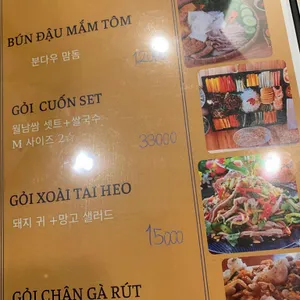 BÚN ĐẬU MẮM TÔM
분다우 맘똠
GỎI CUỐN SET
월남쌈 셋트+쌀국수
M 사이즈
33000
GỎI XOÀI TAI HEO
돼지 귀 +망고 샐러드
15000
GỎI CHÂN GÀ RÚT